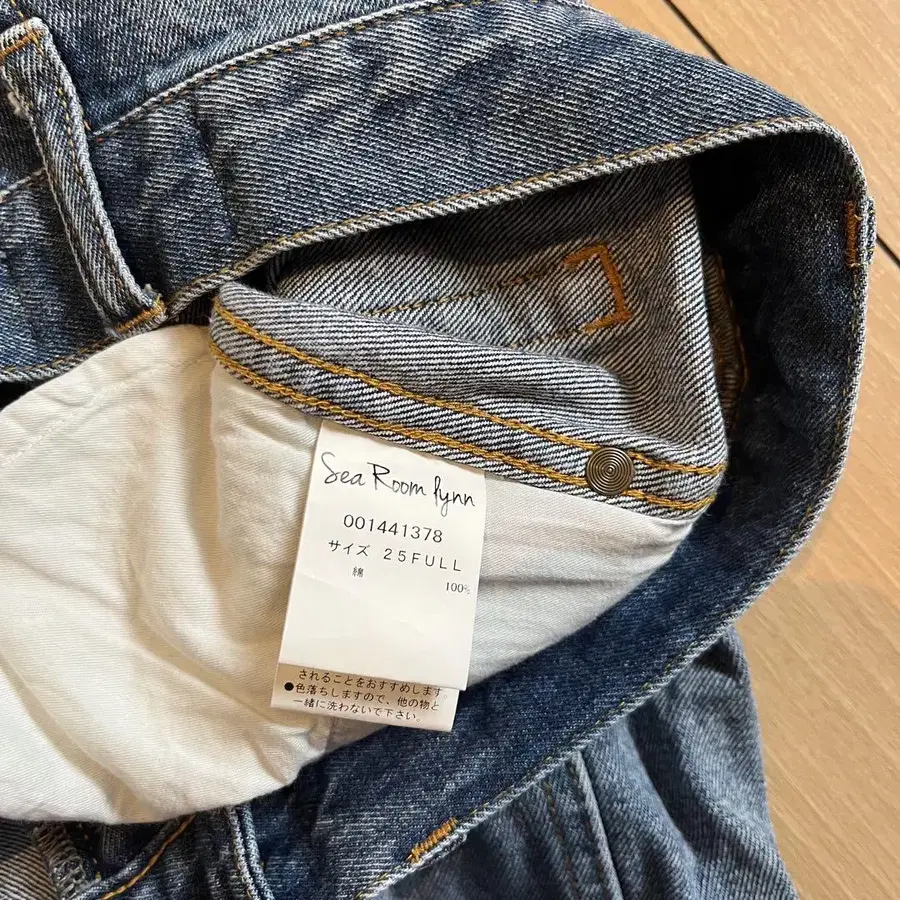 Sea Room lynn
001441378
サイズ 25FULL
綿 100%
されることをおすすめします
●色落ちしますので、他の物と
一緒に洗わないで下さい。